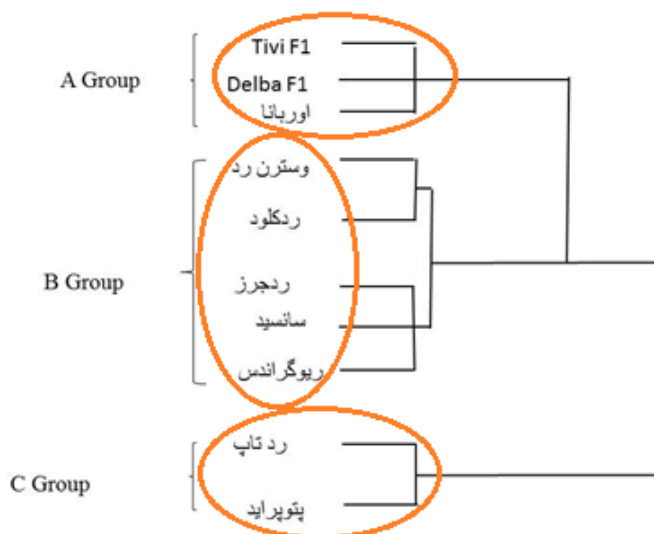 A Group
Tivi F1
Delba F1
اوربانا
B Group
وسترن رد
ردکلود
ردجرز
سانسید
ریوگراندس
C Group
رد تاپ
پتوپراید